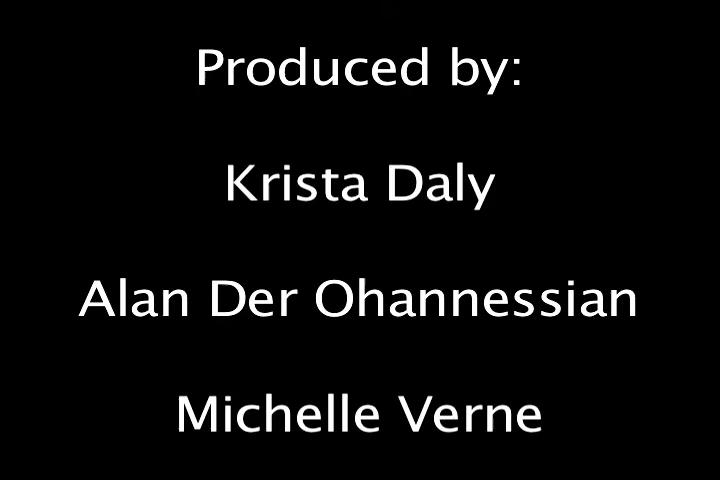 Produced by:
Krista Daly
Alan Der Ohannessian
Michelle Verne